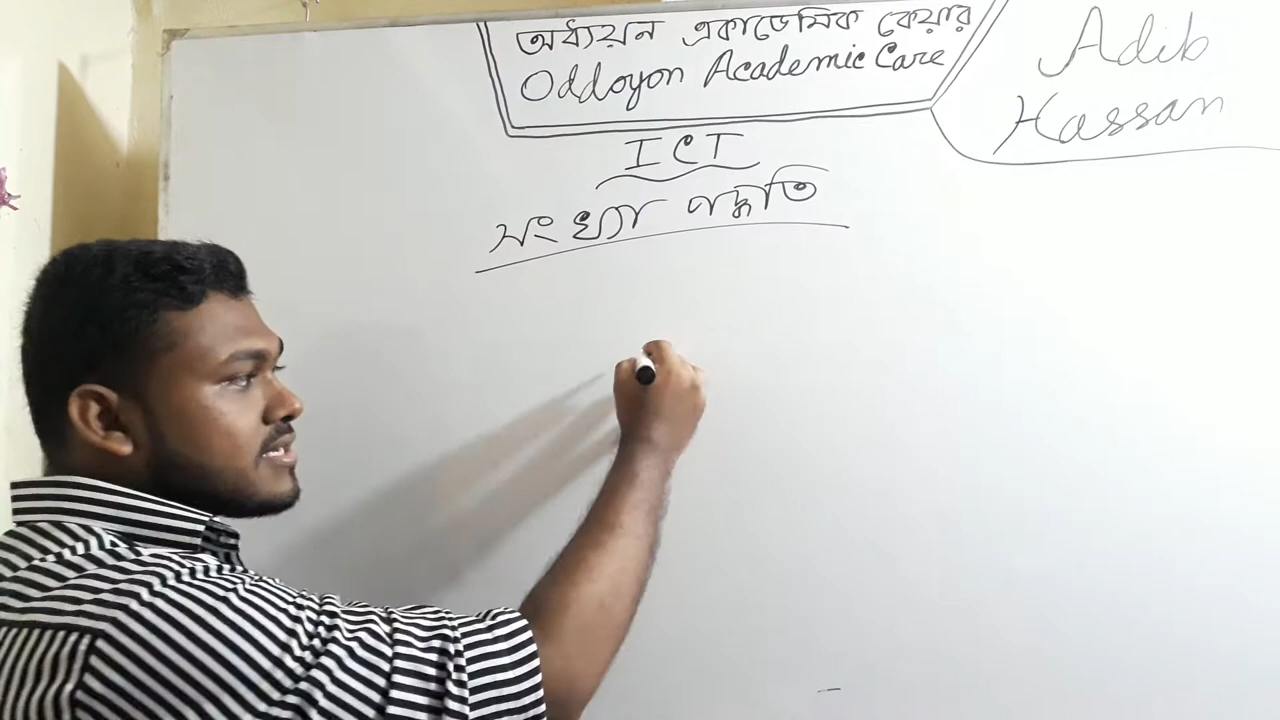 অধ্যয়ন একাডেমিক কেয়ার
Oddoyon Academic Care
Adib
Hassan
ICT
সংখ্যা পদ্ধতি